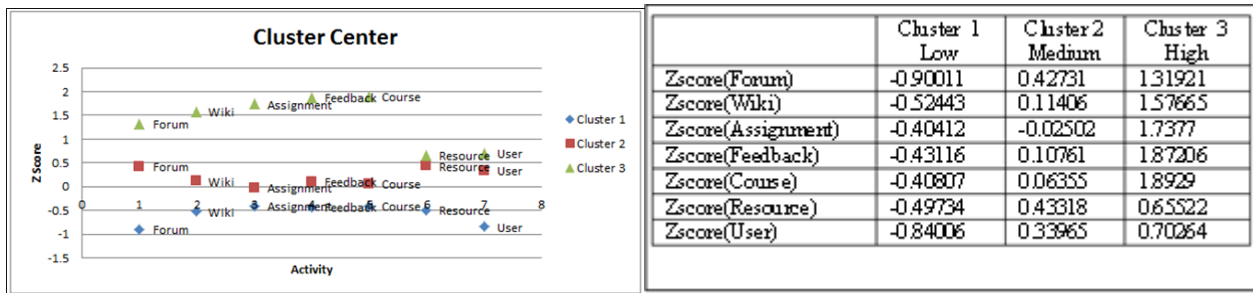 Cluster Center
2.5
2
1.5
1
0.5
0
-0.5
-1
-1.5
0 1 2 3 4 5 6 7 8
Z Score
Activity
Forum
Wiki
Assignment
Feedback
Course
Resource
User
Forum
Wiki
Assignment
Feedback
Course
Resource
User
Forum
Wiki
Assignment
Feedback
Course
Resource
User
Cluster 1
Cluster 2
Cluster 3
Cluster 1 Cluster 2 Cluster 3
Low Medium High
Zscore(Forum) -0.90011 0.42731 1.31921
Zscore(Wiki) -0.52443 0.11406 1.57665
Zscore(Assignment) -0.40412 -0.02502 1.7377
Zscore(Feedback) -0.43116 0.10761 1.87206
Zscore(Course) -0.40807 0.06355 1.8929
Zscore(Resource) -0.49734 0.43318 0.65522
Zscore(User) -0.84006 0.33965 0.70264